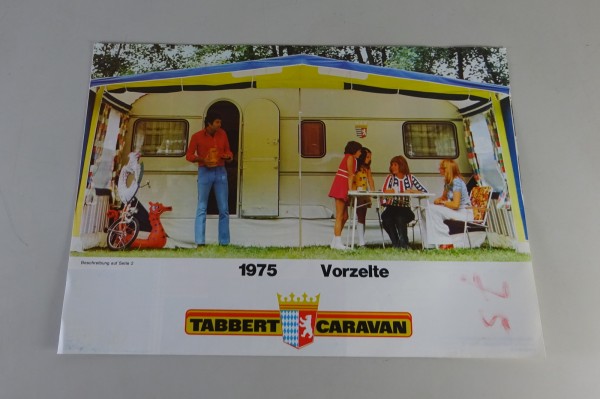 Beschreibung auf Seite 2
1975 Vorzelte
TABBERT CARAVAN